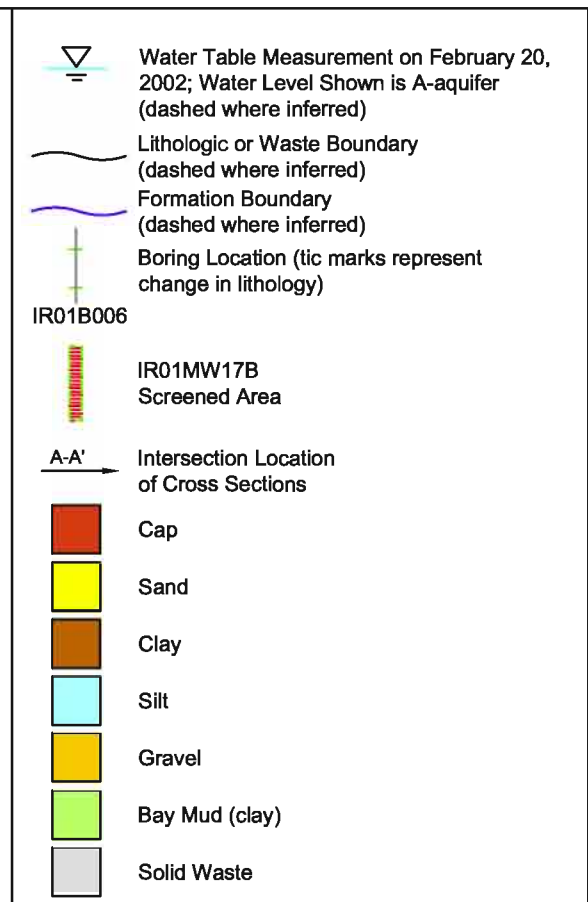 Water Table Measurement on February 20,
2002; Water Level Shown is A-aquifer
(dashed where inferred)
Lithologic or Waste Boundary
(dashed where inferred)
Formation Boundary
(dashed where inferred)
Boring Location (tic marks represent
change in lithology)
IR01B006
IR01MW17B
Screened Area
A-A'
Intersection Location
of Cross Sections
Cap
Sand
Clay
Silt
Gravel
Bay Mud (clay)
Solid Waste